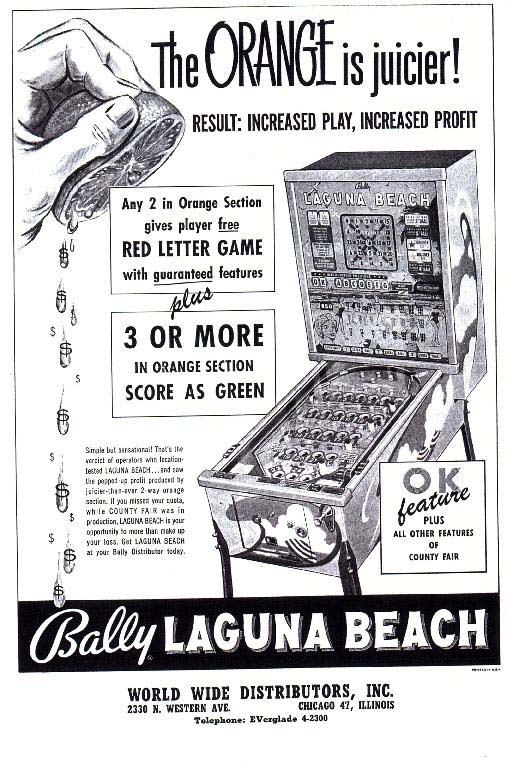 The ORANGE is juicier!
RESULT: INCREASED PLAY, INCREASED PROFIT
Any 2 in Orange Section
gives player free
RED LETTER GAME
with guaranteed features
plus
3 OR MORE
IN ORANGE SECTION
SCORE AS GREEN
Bally
LAGUNA BEACH
Simple but sensational! That's the
verdict of operators who location-
tested LAGUNA BEACH...and saw
the pepped-up profit produced by
juicier-than-ever 2-way orange
section. If you missed your quota,
while COUNTY FAIR was in
production, LAGUNA BEACH is your
opportunity to more than make up
your loss. Get LAGUNA BEACH
at your Bally Distributor today.
$
$
$
$
$
$
$
$
$
$
$
OK
feature
PLUS
ALL OTHER FEATURES
OF
COUNTY FAIR
Bally LAGUNA BEACH
PRINTED IN U.S.A.
WORLD WIDE DISTRIBUTORS, INC.
2330 N. WESTERN AVE. CHICAGO 47, ILLINOIS
Telephone: EVerglade 4-2300